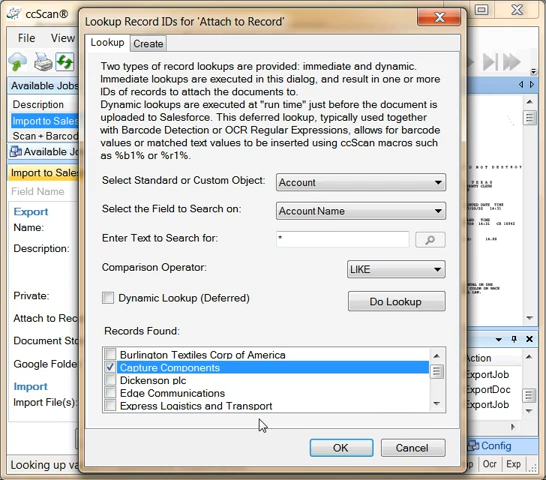 ccScan®
File
View
Available Jobs
Description
Import to Sales
Scan + Barcode
Available Jo
Import to Sales
Field Name
Export
Name:
Description:
Private:
Attach to Reco
Document Sto
Google Folde
Import
Import File(s):
Looking up va
Lookup Record IDs for 'Attach to Record'
Lookup
Create
Two types of record lookups are provided: immediate and dynamic.
Immediate lookups are executed in this dialog, and result in one or more
IDs of records to attach the documents to.
Dynamic lookups are executed at "run time" just before the document is
uploaded to Salesforce. This deferred lookup, typically used together
with Barcode Detection or OCR Regular Expressions, allows for barcode
values or matched text values to be inserted using ccScan macros such
as %b1% or %r1%.
Select Standard or Custom Object:
Account
Select the Field to Search on:
Account Name
Enter Text to Search for:
*
Comparison Operator:
LIKE
Dynamic Lookup (Deferred)
Do Lookup
Records Found:
Burlington Textiles Corp of America
Capture Components
Dickenson plc
Edge Communications
Express Logistics and Transport
OK
Cancel
NOT DESTROY
Action
ExportJob
ExportDoc
ExportJob
Config
Ocr
Exp